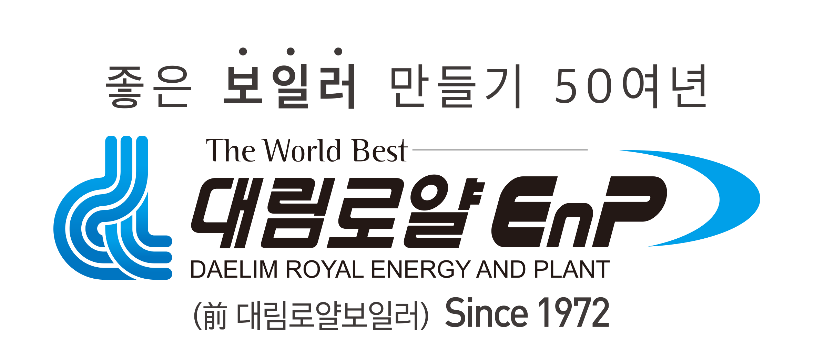 좋은 보일러 만들기 50여년
The World Best
대림로얄 EnP
DAELIM ROYAL ENERGY AND PLANT
(前 대림로얄보일러) Since 1972